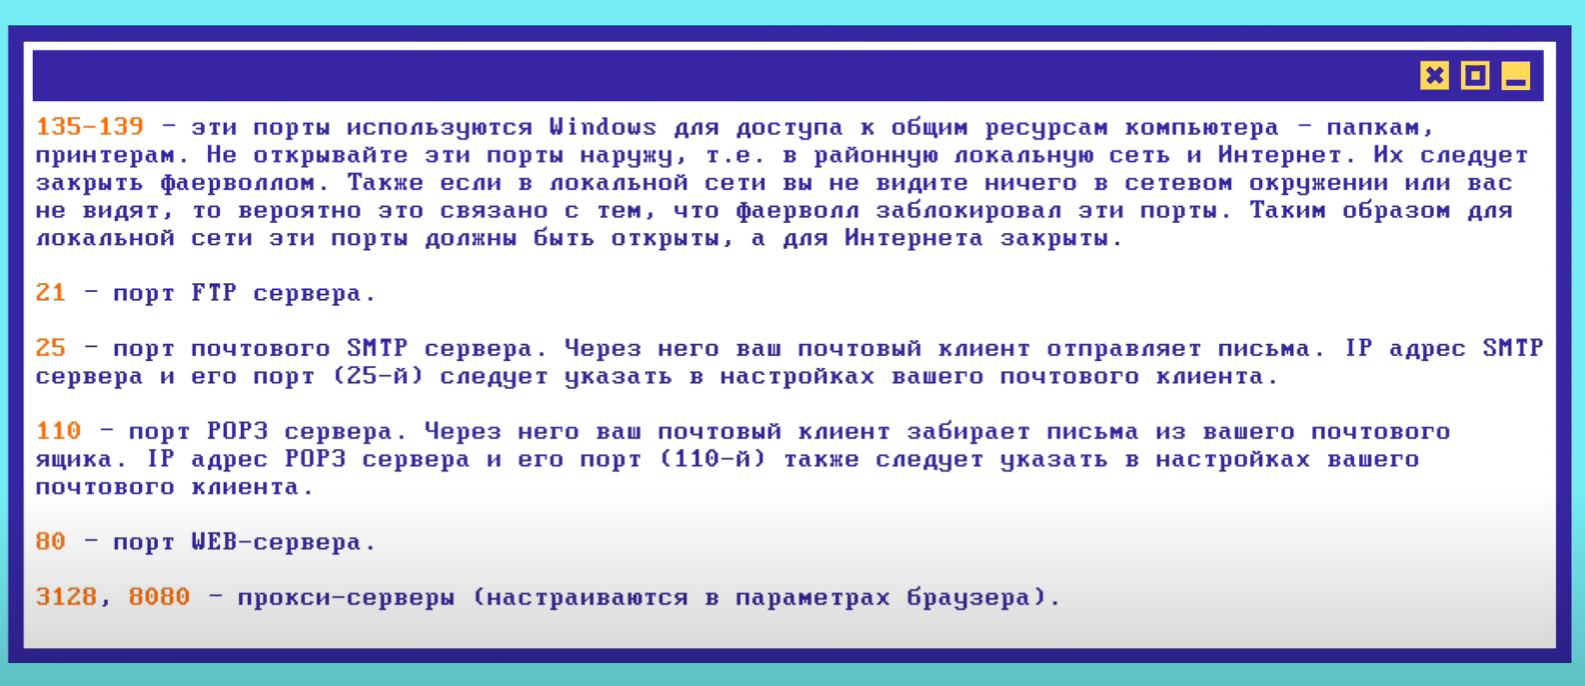 135-139 - эти порты используются Windows для доступа к общим ресурсам компьютера - папкам,
принтерам. Не открывайте эти порты наружу, т.е. в районную локальную сеть и Интернет. Их следует
закрыть фаерволлом. Также если в локальной сети вы не видите ничего в сетевом окружении или вас
не видят, то вероятно это связано с тем, что фаерволл заблокировал эти порты. Таким образом для
локальной сети эти порты должны быть открыты, а для Интернета закрыты.
21 - порт FTP сервера.
25 - порт почтового SMTP сервера. Через него ваш почтовый клиент отправляет письма. IP адрес SMTP
сервера и его порт (25-й) следует указать в настройках вашего почтового клиента.
110 - порт POP3 сервера. Через него ваш почтовый клиент забирает письма из вашего почтового
ящика. IP адрес POP3 сервера и его порт (110-й) также следует указать в настройках вашего
почтового клиента.
80 - порт WEB-сервера.
3128, 8080 - прокси-серверы (настраиваются в параметрах браузера).